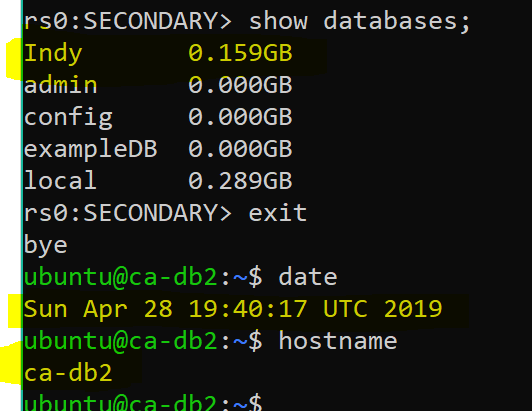 rs0:SECONDARY> show databases;
Indy       0.159GB
admin      0.000GB
config     0.000GB
exampleDB  0.000GB
local      0.289GB
rs0:SECONDARY> exit
bye
ubuntu@ca-db2:~$ date
Sun Apr 28 19:40:17 UTC 2019
ubuntu@ca-db2:~$ hostname
ca-db2
ubuntu@ca-db2:~$